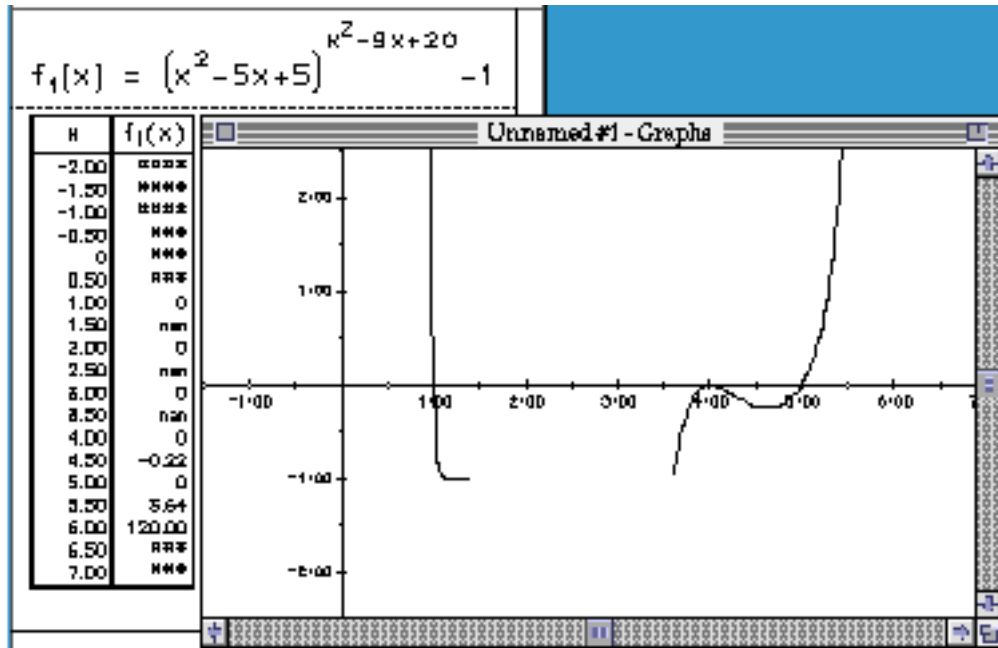 f₁(x) = (x²-5x+5)^(x²-9x+20) -1
x f₁(x)
Unnamed #1 - Graphs
-2.00 ****
-1.50 ****
-1.00 ****
-0.50 ***
0 ***
0.50 ***
1.00 0
1.50 nan
2.00 0
2.50 nan
3.00 0
3.50 nan
4.00 0
4.50 -0.22
5.00 0
5.50 3.64
6.00 120.00
6.50 ***
7.00 ***
2.00
1.00
-1.00 1.00 2.00 3.00 4.00 5.00 6.00
-1.00
-2.00